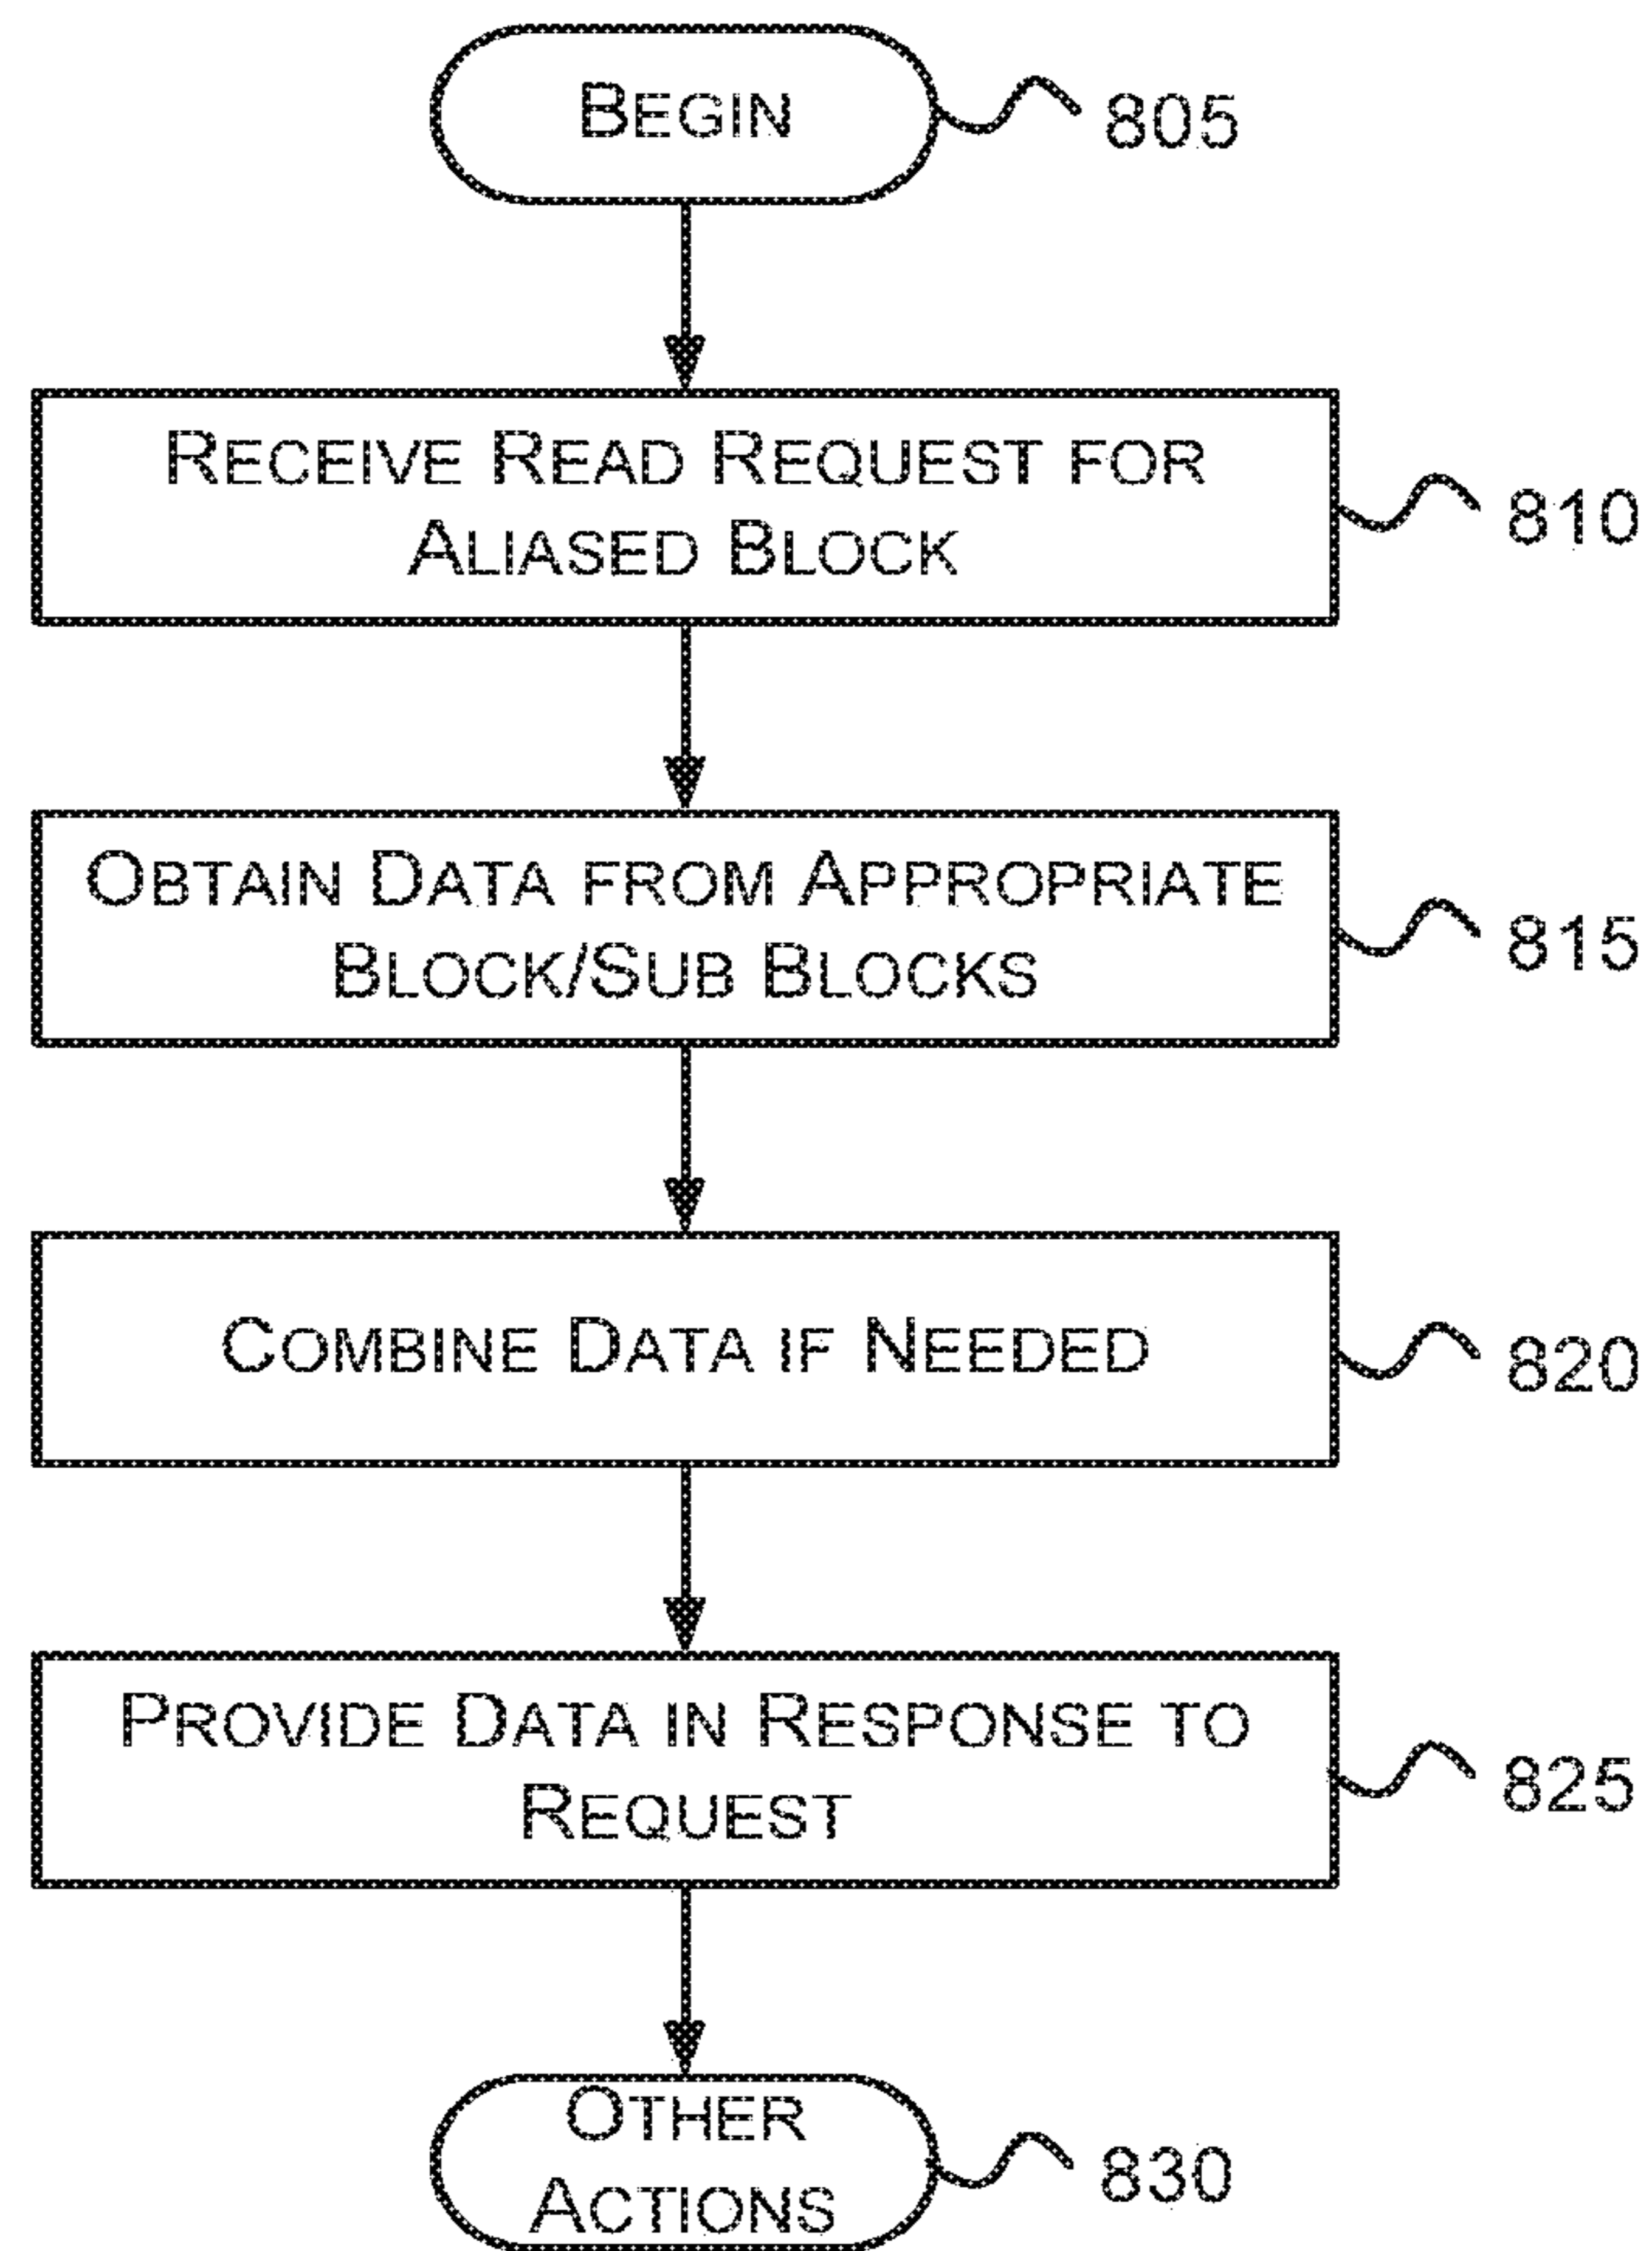 BEGIN
805
RECEIVE READ REQUEST FOR
ALIASED BLOCK
810
OBTAIN DATA FROM APPROPRIATE
BLOCK/SUB BLOCKS
815
COMBINE DATA IF NEEDED
820
PROVIDE DATA IN RESPONSE TO
REQUEST
825
OTHER
ACTIONS
830